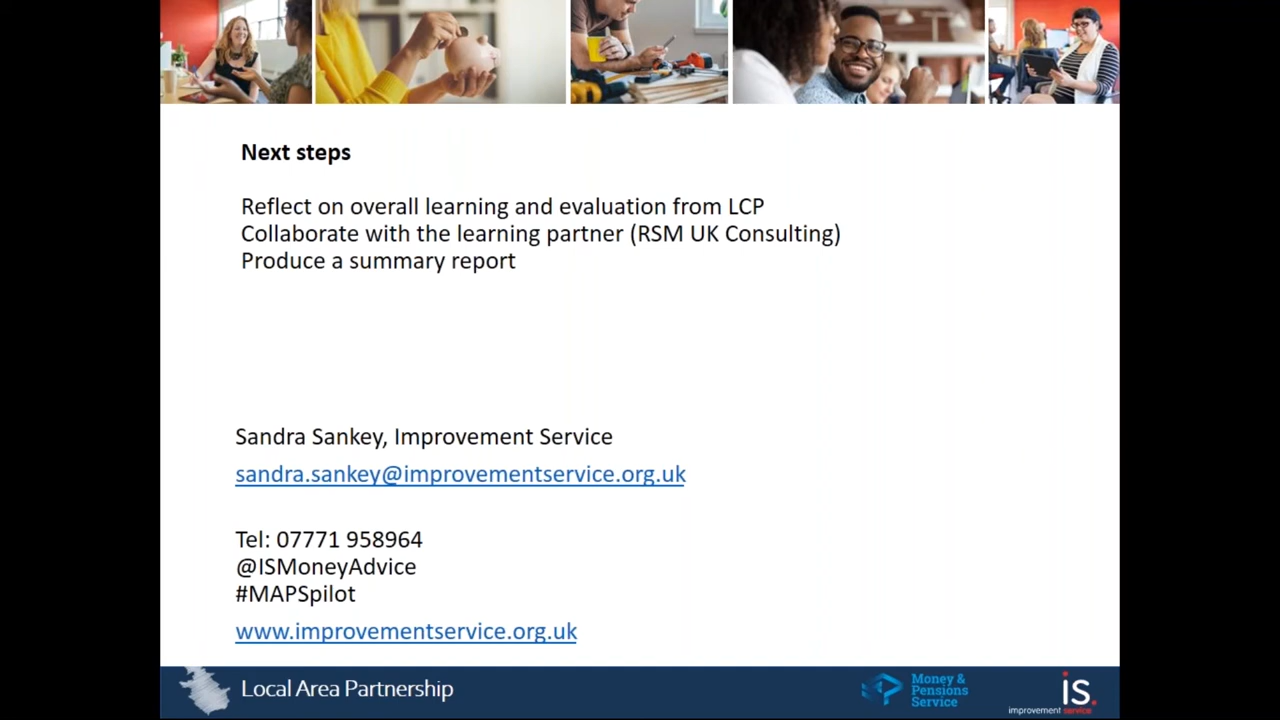 Next steps
Reflect on overall learning and evaluation from LCP
Collaborate with the learning partner (RSM UK Consulting)
Produce a summary report
Sandra Sankey, Improvement Service
sandra.sankey@improvementservice.org.uk
Tel: 07771 958964
@ISMoneyAdvice
#MAPSpilot
www.improvementservice.org.uk
Local Area Partnership
Money &
Pensions
Service
is.
improvement service